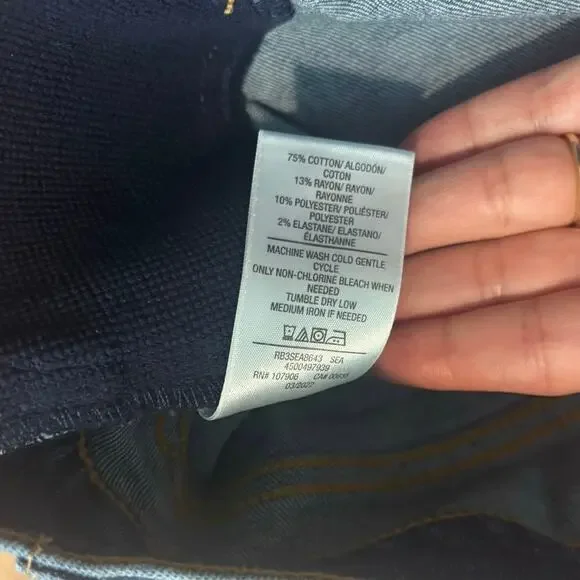 75% COTTON/ ALGODÓN/
COTON
13% RAYON/ RAYON/
RAYONNE
10% POLYESTER/ POLIÉSTER/
POLYESTER
2% ELASTANE/ ELASTANO/
ÉLASTHANNE
MACHINE WASH COLD GENTLE
CYCLE
ONLY NON-CHLORINE BLEACH WHEN
NEEDED
TUMBLE DRY LOW
MEDIUM IRON IF NEEDED
RB3SEA8643 SEA
4500497939
RN# 107906 CA#
03/2022